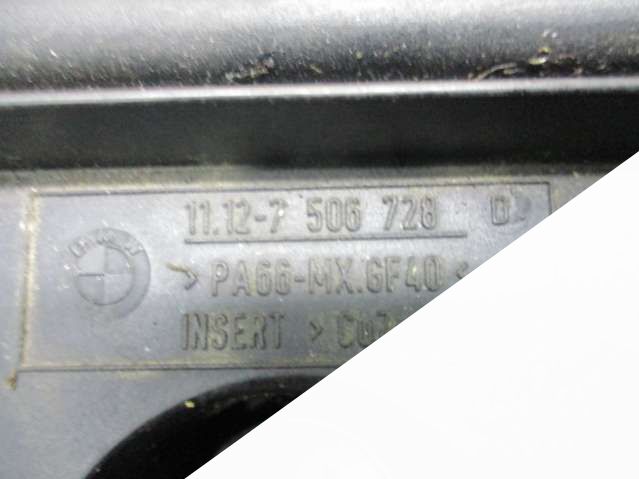 11.12-7 506 728
>PA66-MX.GF40<
INSERT >